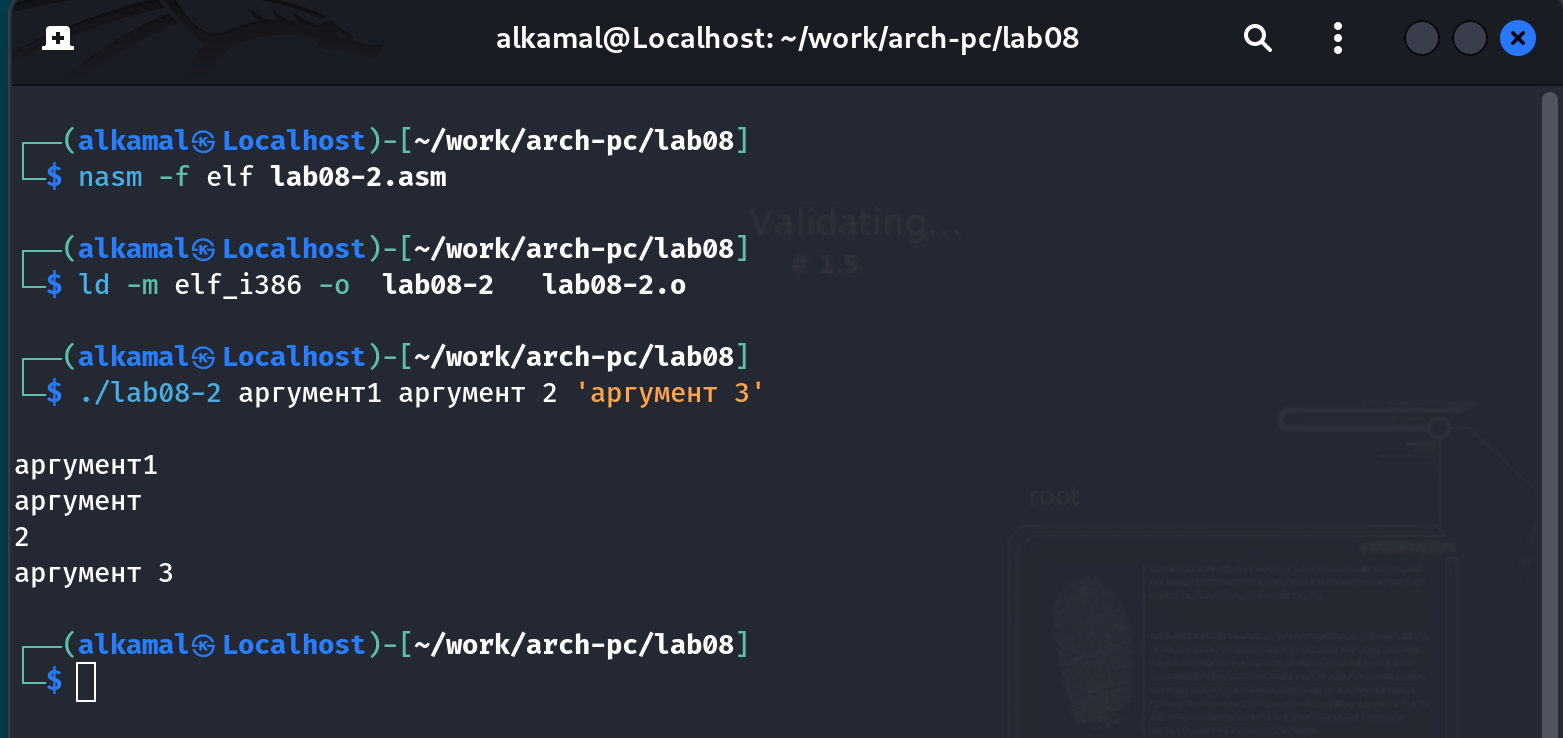 alkamal@Localhost: ~/work/arch-pc/lab08
┌──(alkamal㉿Localhost)-[~/work/arch-pc/lab08]
└─$ nasm -f elf lab08-2.asm
Validating...
┌──(alkamal㉿Localhost)-[~/work/arch-pc/lab08]
# 1.5
└─$ ld -m elf_i386 -o  lab08-2   lab08-2.o
┌──(alkamal㉿Localhost)-[~/work/arch-pc/lab08]
└─$ ./lab08-2 аргумент1 аргумент 2 'аргумент 3'
аргумент1
аргумент
root
2
аргумент 3
┌──(alkamal㉿Localhost)-[~/work/arch-pc/lab08]
└─$